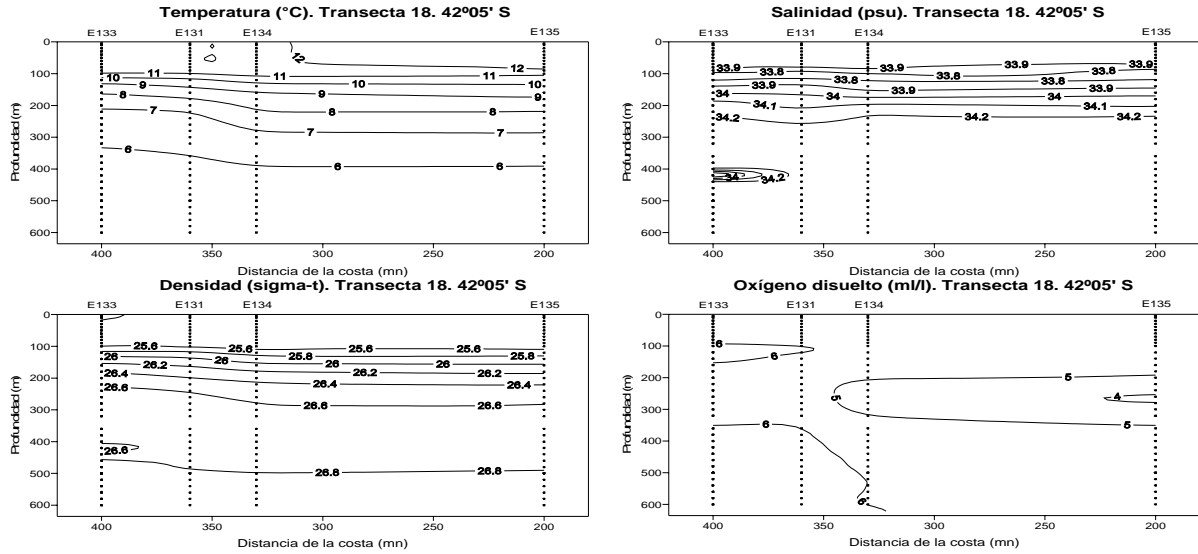 Temperatura (°C). Transecta 18. 42º05' S
E133 E131 E134 E135
0
100
200
300
400
500
600
Profundidad (m)
12
12
11 11 11
10 10 10
9 9 9
8 8 8
7 7 7
6 6 6
400 350 300 250 200
Distancia de la costa (mn)
Salinidad (psu). Transecta 18. 42º05' S
E133 E131 E134 E135
0
100
200
300
400
500
600
Profundidad (m)
33.9 33.9 33.9
33.8 33.8 33.8
33.9 33.9 33.9
34 34 34
34.1 34.1
34.2 34.2
34 34.2
400 350 300 250 200
Distancia de la costa (mn)
Densidad (sigma-t). Transecta 18. 42º05' S
E133 E131 E134 E135
0
100
200
300
400
500
600
Profundidad (m)
25.6 25.6 25.6
25.8 25.8
26 26 26 26
26.2 26.2 26.2
26.4 26.4 26.4
26.6 26.6 26.6
26.6
26.8 26.8
400 350 300 250 200
Distancia de la costa (mn)
Oxígeno disuelto (ml/l). Transecta 18. 42º05' S
E133 E131 E134 E135
0
100
200
300
400
500
600
Profundidad (m)
6
6
5
5
4
5
6
6
400 350 300 250 200
Distancia de la costa (mn)